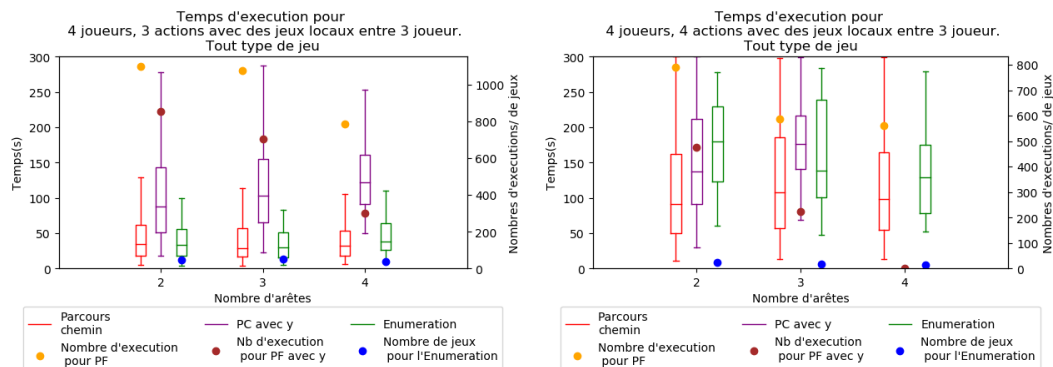 Temps d'execution pour
4 joueurs, 3 actions avec des jeux locaux entre 3 joueur.
Tout type de jeu
300
250
200
150
100
50
0
Temps(s)
1000
800
600
400
200
0
Nombres d'executions/ de jeux
2
3
4
Nombre d'arêtes
Parcours
chemin
PC avec y
Enumeration
Nombre d'execution
pour PF
Nb d'execution
pour PF avec y
Nombre de jeux
pour l'Enumeration
Temps d'execution pour
4 joueurs, 4 actions avec des jeux locaux entre 3 joueur.
Tout type de jeu
300
250
200
150
100
50
0
Temps(s)
800
700
600
500
400
300
200
100
0
Nombres d'executions/ de jeux
2
3
4
Nombre d'arêtes
Parcours
chemin
PC avec y
Enumeration
Nombre d'execution
pour PF
Nb d'execution
pour PF avec y
Nombre de jeux
pour l'Enumeration